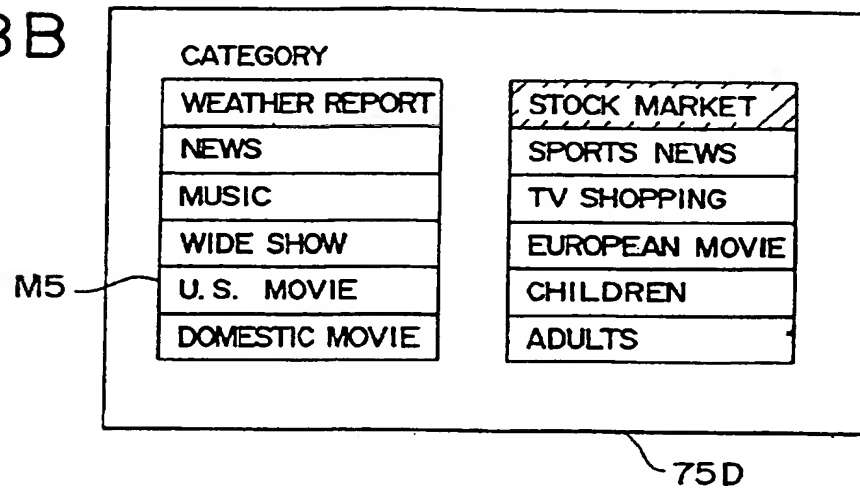 BB
CATEGORY
WEATHER REPORT
NEWS
MUSIC
WIDE SHOW
U.S. MOVIE
DOMESTIC MOVIE
STOCK MARKET
SPORTS NEWS
TV SHOPPING
EUROPEAN MOVIE
CHILDREN
ADULTS
M5
75D